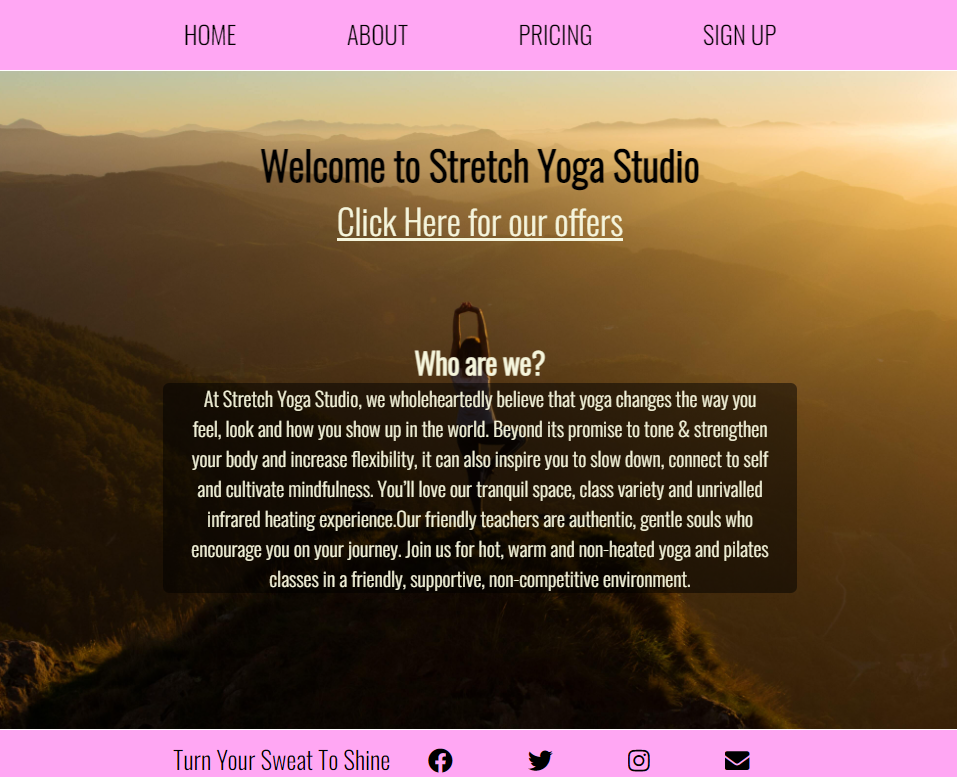 HOME ABOUT PRICING SIGN UP
Welcome to Stretch Yoga Studio
Click Here for our offers
Who are we?
At Stretch Yoga Studio, we wholeheartedly believe that yoga changes the way you
feel, look and how you show up in the world. Beyond its promise to tone & strengthen
your body and increase flexibility, it can also inspire you to slow down, connect to self
and cultivate mindfulness. You’ll love our tranquil space, class variety and unrivalled
infrared heating experience.Our friendly teachers are authentic, gentle souls who
encourage you on your journey. Join us for hot, warm and non-heated yoga and pilates
classes in a friendly, supportive, non-competitive environment.
Turn Your Sweat To Shine